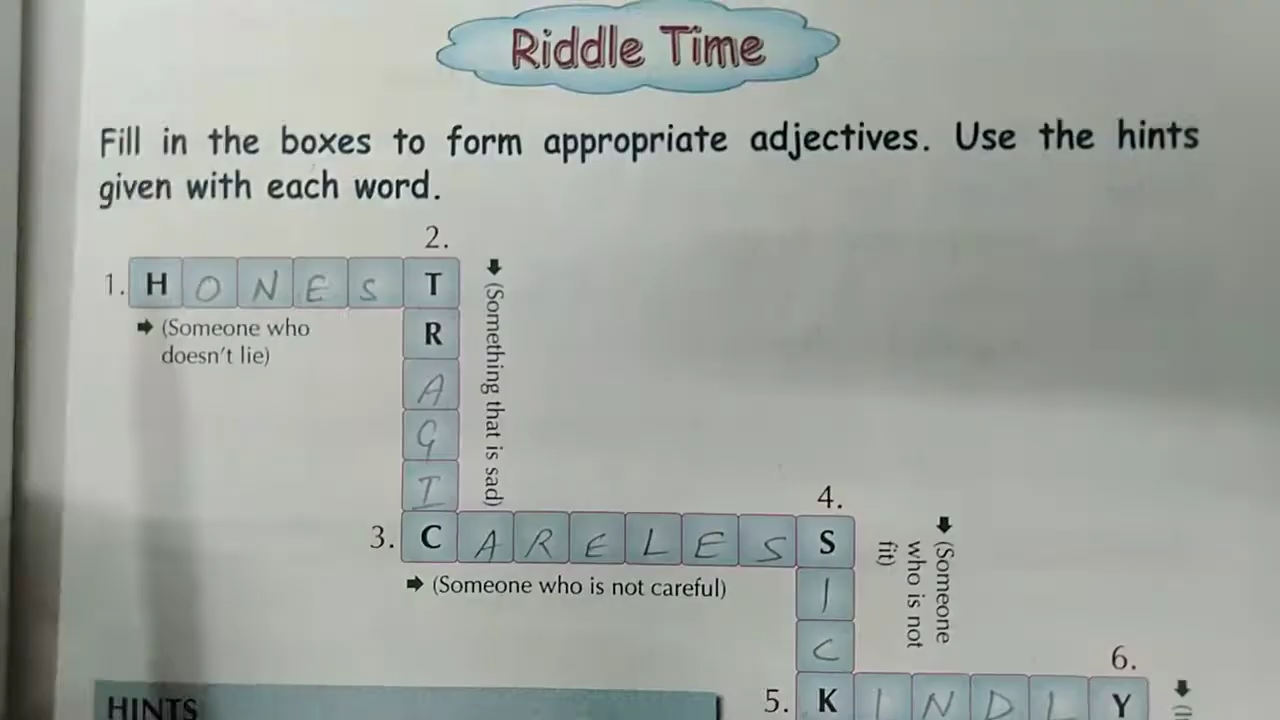 Riddle Time
Fill in the boxes to form appropriate adjectives. Use the hints
given with each word.
2.
1. H O N E S T
➡ (Someone who
doesn't lie)
R
A
G
I
⬇ (Something that is sad)
3. C A R E L E S S
➡ (Someone who is not careful)
4.
I
C
⬇ (Someone
who is not
fit)
5. K I N D L Y
6.
HINTS